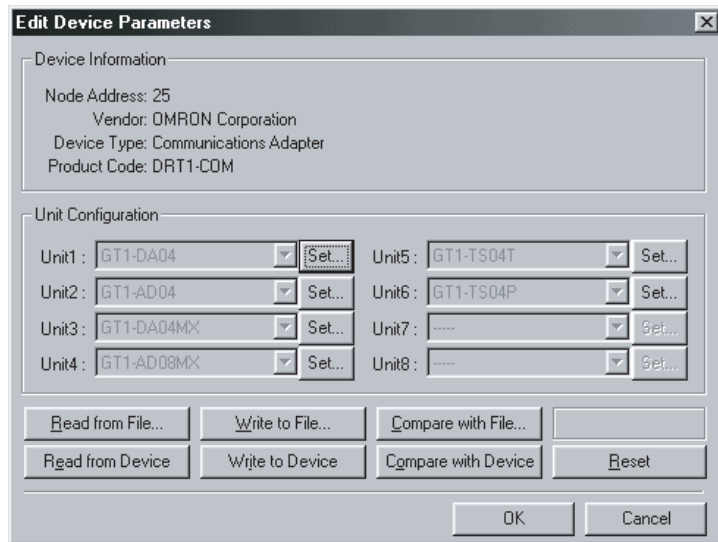 Edit Device Parameters
Device Information
Node Address: 25
Vendor: OMRON Corporation
Device Type: Communications Adapter
Product Code: DRT1-COM
Unit Configuration
Unit1 : GT1-DA04 Set... Unit5 : GT1-TS04T Set...
Unit2 : GT1-AD04 Set... Unit6 : GT1-TS04P Set...
Unit3 : GT1-DA04MX Set... Unit7 : ----- Set...
Unit4 : GT1-AD08MX Set... Unit8 : ----- Set...
Read from File... Write to File... Compare with File...
Read from Device Write to Device Compare with Device Reset
OK Cancel